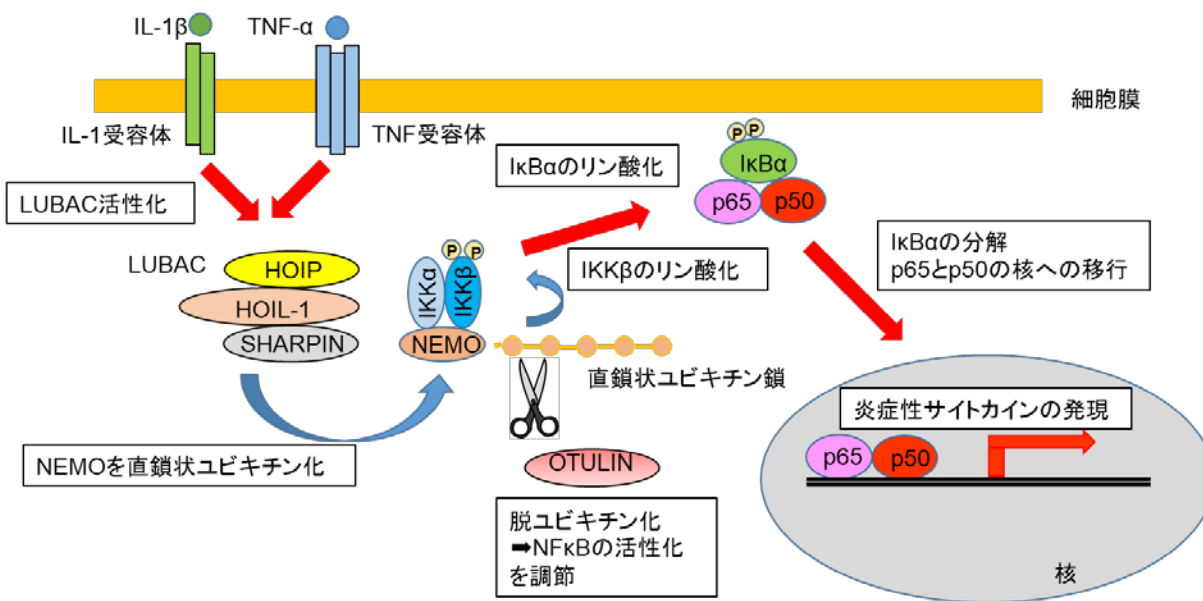 IL-1β
TNF-α
細胞膜
IL-1受容体
TNF受容体
P P
IκBα
p65 p50
IκBαのリン酸化
LUBAC活性化
IκBαの分解
p65とp50の核への移行
LUBAC
HOIP
HOIL-1
SHARPIN
P P
IKKα
IKKβ
NEMO
IKKβのリン酸化
直鎖状ユビキチン鎖
炎症性サイトカインの発現
p65 p50
NEMOを直鎖状ユビキチン化
OTULIN
脱ユビキチン化
➡NFκBの活性化
を調節
核